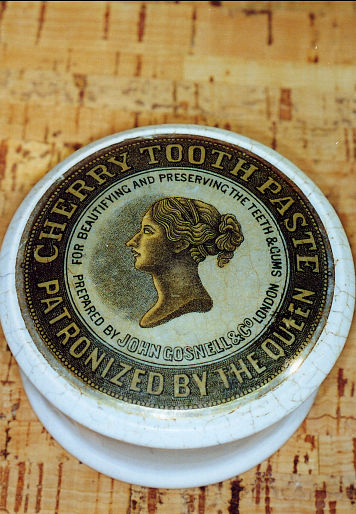 CHERRY TOOTH PASTE
PATRONIZED BY THE QUEEN
FOR BEAUTIFYING AND PRESERVING THE TEETH & GUMS
PREPARED BY JOHN GOSNELL & Co LONDON